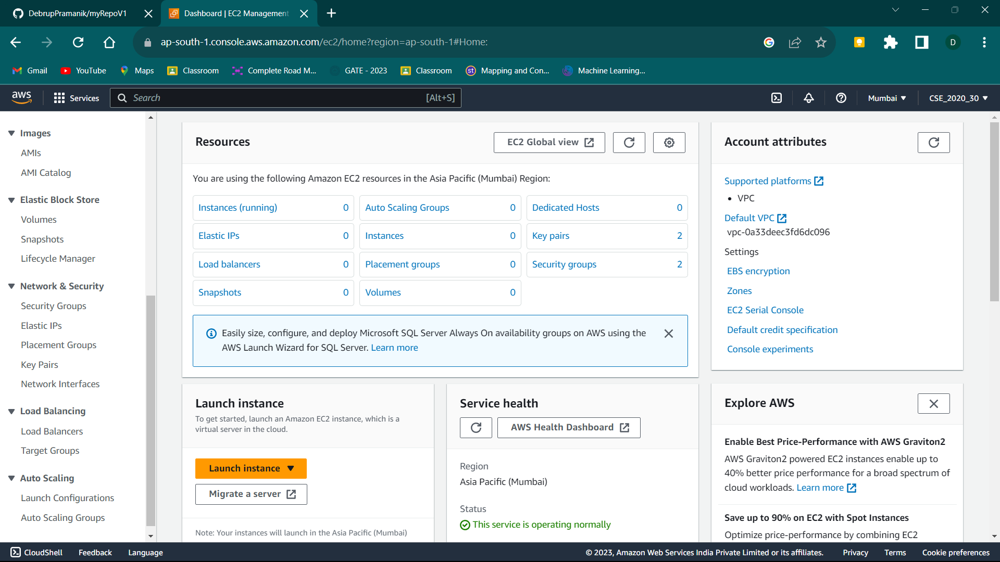 DebrupPramanik/myRepoV1
Dashboard | EC2 Management
ap-south-1.console.aws.amazon.com/ec2/home?region=ap-south-1#Home:
D
Gmail
YouTube
Maps
Classroom
Complete Road M...
GATE - 2023
Classroom
st
Mapping and Con...
Machine Learning...
aws
Services
Search
[Alt+S]
Mumbai
CSE_2020_30
Images
AMIs
AMI Catalog
Elastic Block Store
Volumes
Snapshots
Lifecycle Manager
Network & Security
Security Groups
Elastic IPs
Placement Groups
Key Pairs
Network Interfaces
Load Balancing
Load Balancers
Target Groups
Auto Scaling
Launch Configurations
Auto Scaling Groups
Resources
EC2 Global view
You are using the following Amazon EC2 resources in the Asia Pacific (Mumbai) Region:
Instances (running) 0
Auto Scaling Groups 0
Dedicated Hosts 0
Elastic IPs 0
Instances 0
Key pairs 2
Load balancers 0
Placement groups 0
Security groups 2
Snapshots 0
Volumes 0
Easily size, configure, and deploy Microsoft SQL Server Always On availability groups on AWS using the
AWS Launch Wizard for SQL Server. Learn more
Launch instance
To get started, launch an Amazon EC2 instance, which is a
virtual server in the cloud.
Launch instance
Migrate a server
Note: Your instances will launch in the Asia Pacific (Mumbai)
Service health
AWS Health Dashboard
Region
Asia Pacific (Mumbai)
Status
This service is operating normally
Account attributes
Supported platforms
• VPC
Default VPC
vpc-0a33deec3fd6dc096
Settings
EBS encryption
Zones
EC2 Serial Console
Default credit specification
Console experiments
Explore AWS
Enable Best Price-Performance with AWS Graviton2
AWS Graviton2 powered EC2 instances enable up to
40% better price performance for a broad spectrum of
cloud workloads. Learn more
Save up to 90% on EC2 with Spot Instances
Optimize price-performance by combining EC2
CloudShell
Feedback
Language
© 2023, Amazon Web Services India Private Limited or its affiliates.
Privacy
Terms
Cookie preferences